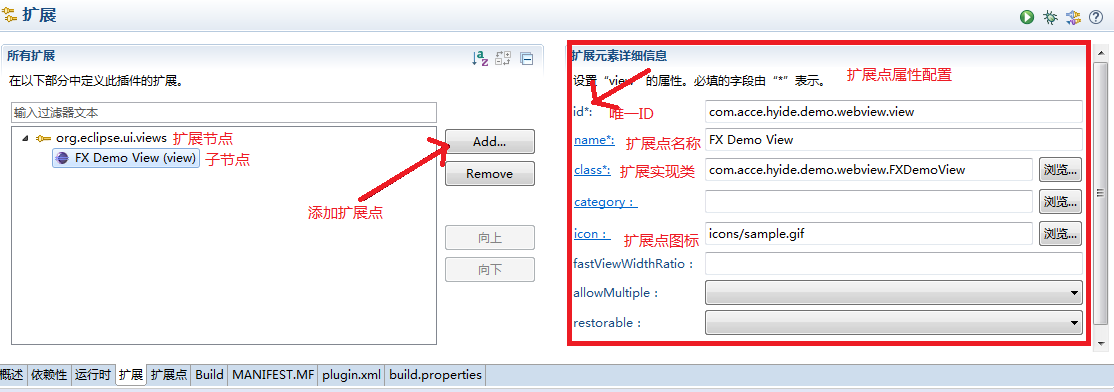 扩展
所有扩展
在以下部分中定义此插件的扩展。
输入过滤器文本
org.eclipse.ui.views 扩展节点
FX Demo View (view) 子节点
Add...
Remove
添加扩展点
向上
向下
扩展元素详细信息
设置“view”的属性。必填的字段由“*”表示。
扩展点属性配置
id*: 唯一ID com.acce.hyide.demo.webview.view
name*: 扩展点名称 FX Demo View
class*: 扩展实现类 com.acce.hyide.demo.webview.FXDemoView 浏览...
category： 浏览...
icon： 扩展点图标 icons/sample.gif 浏览...
fastViewWidthRatio：
allowMultiple：
restorable：
概述 依赖性 运行时 扩展 扩展点 Build MANIFEST.MF plugin.xml build.properties